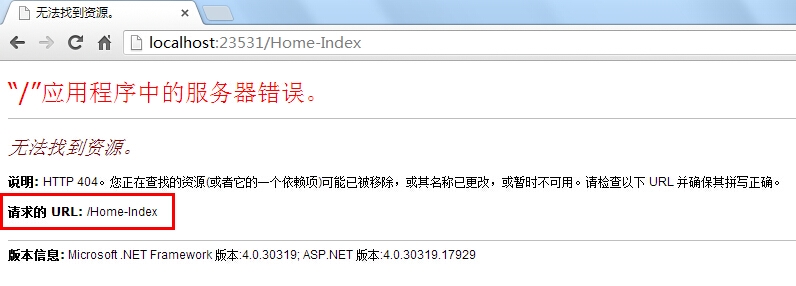 无法找到资源。
localhost:23531/Home-Index
“/”应用程序中的服务器错误。
无法找到资源。
说明: HTTP 404。您正在查找的资源(或者它的一个依赖项)可能已被移除，或其名称已更改，或暂时不可用。请检查以下 URL 并确保其拼写正确。
请求的 URL: /Home-Index
版本信息: Microsoft .NET Framework 版本:4.0.30319; ASP.NET 版本:4.0.30319.17929